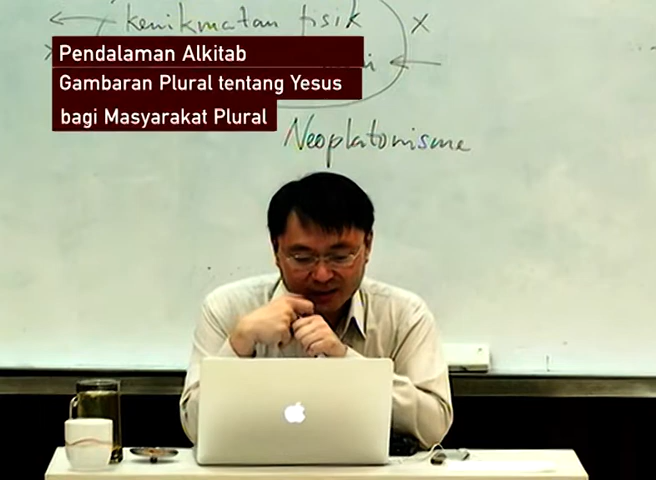 kenikmatan fisik
Pendalaman Alkitab
Gambaran Plural tentang Yesus
bagi Masyarakat Plural
Neoplatonisme